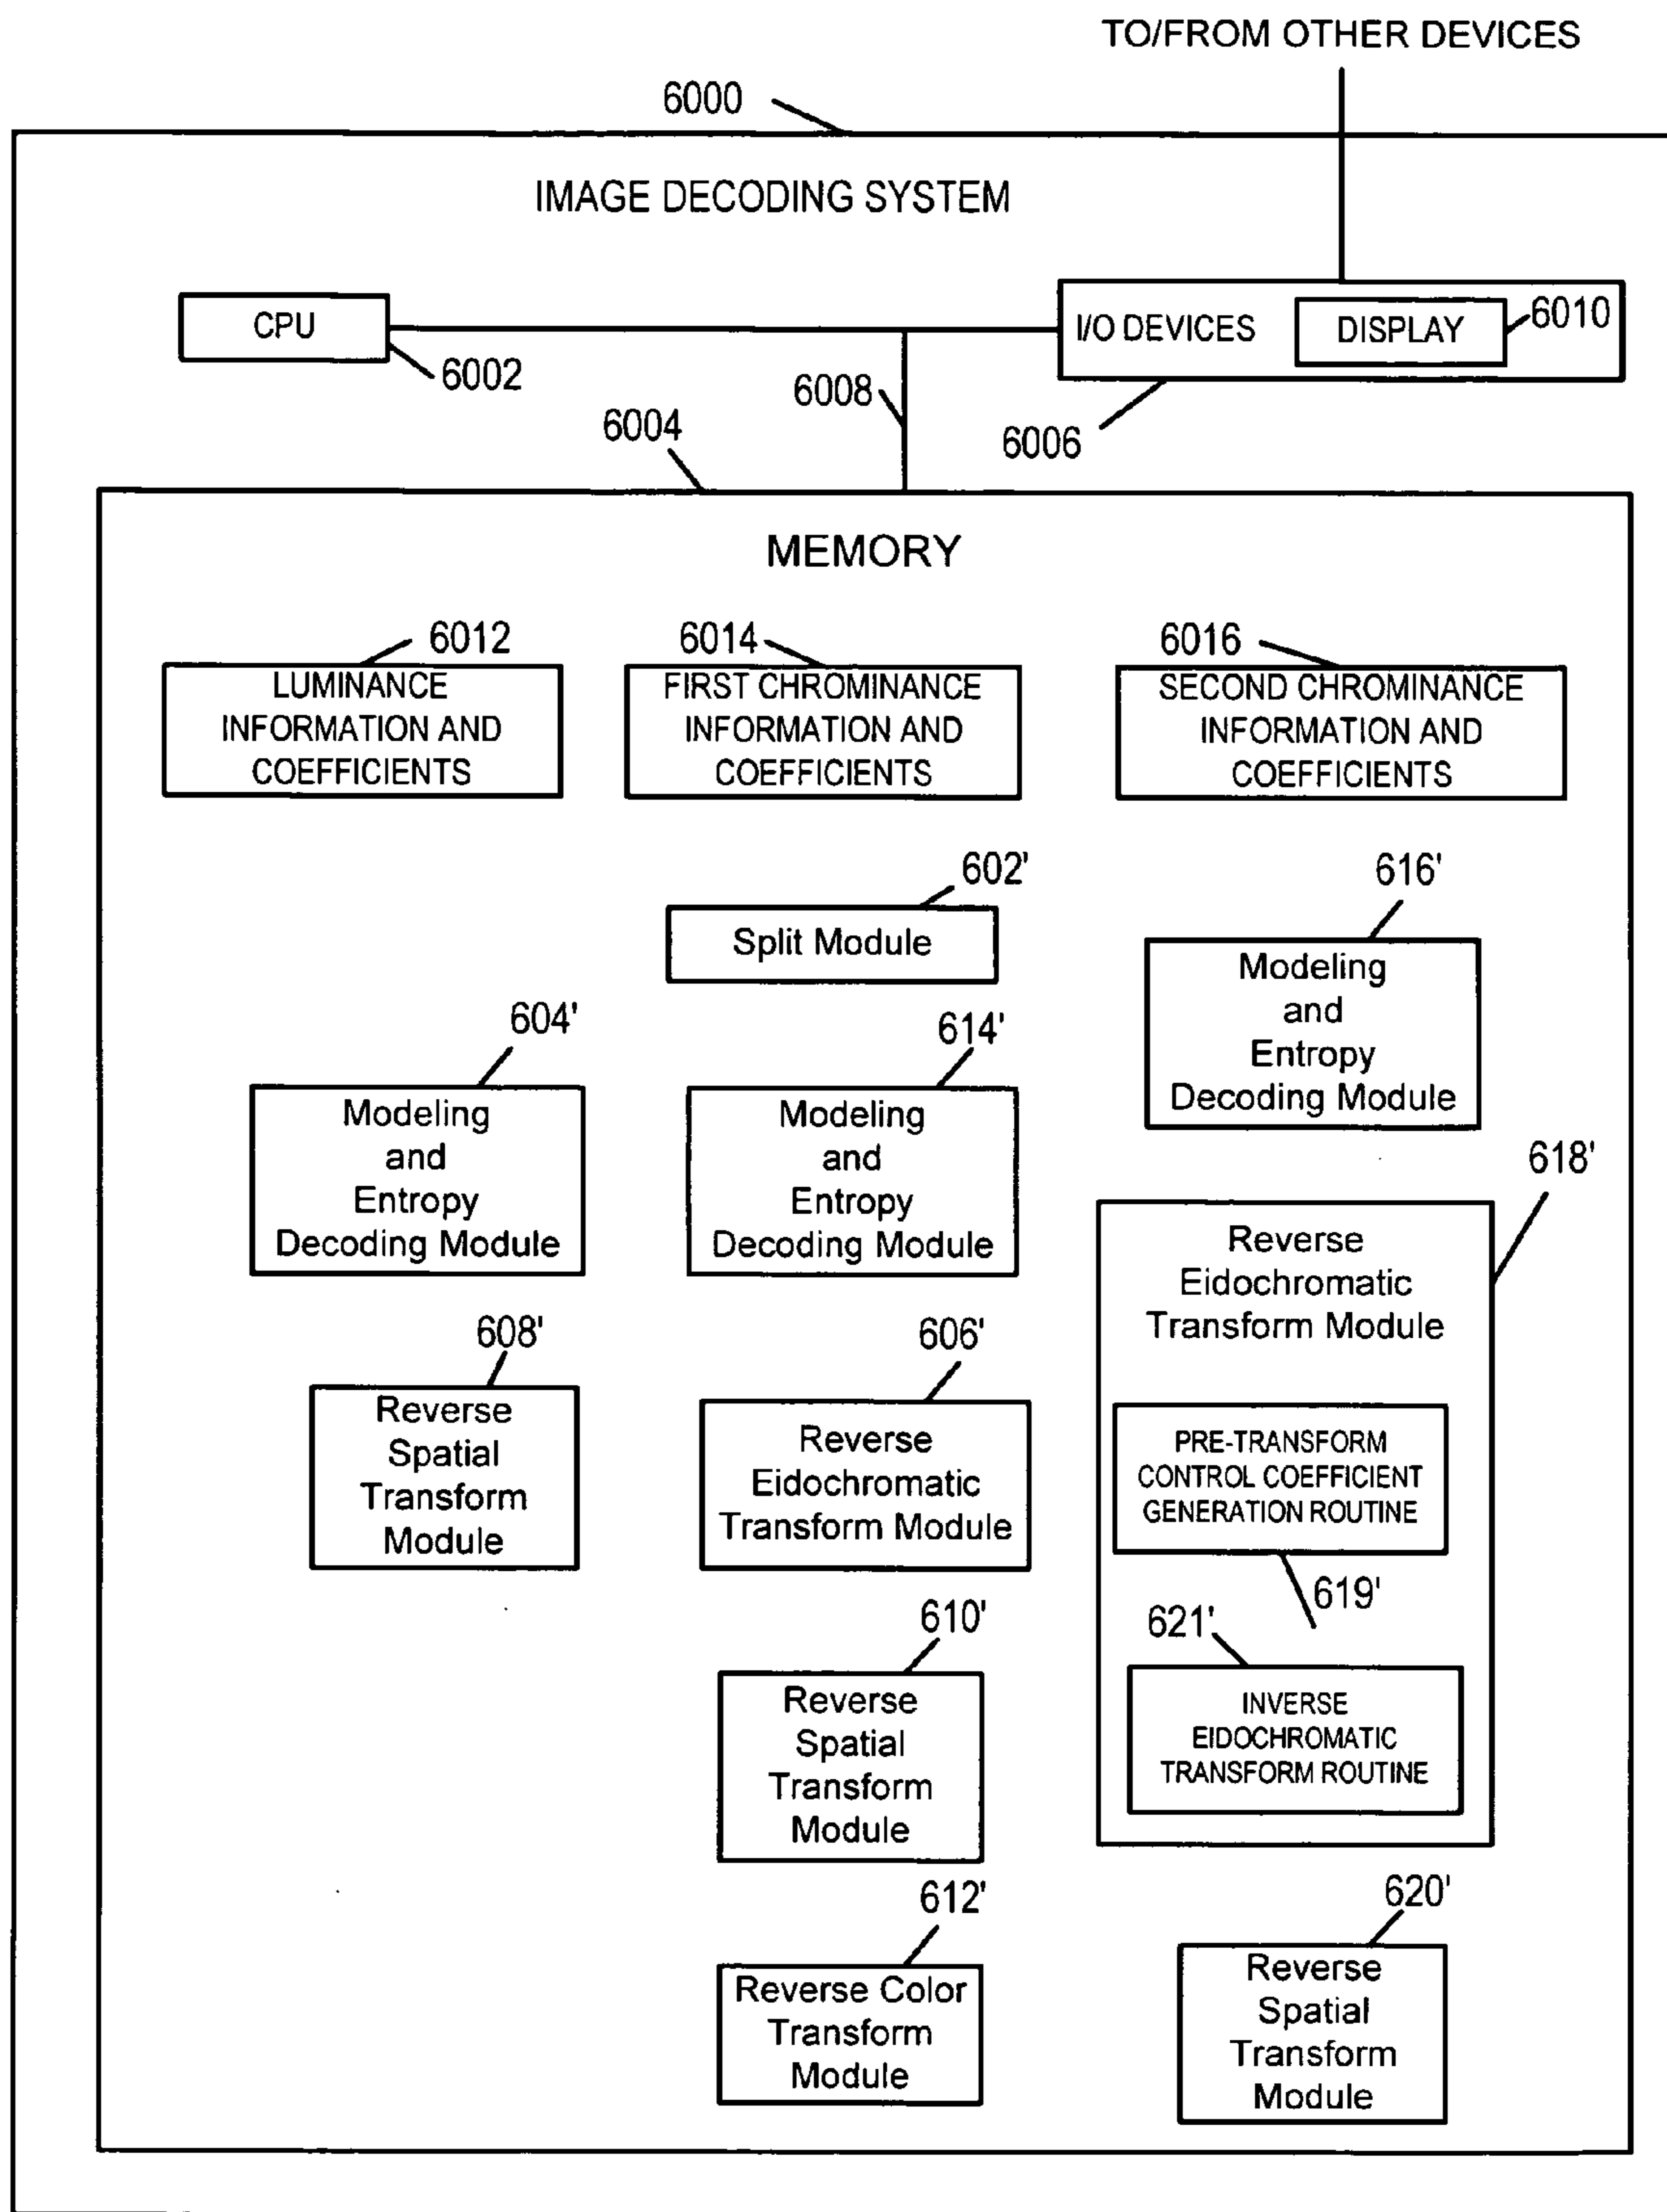 TO/FROM OTHER DEVICES
6000
IMAGE DECODING SYSTEM
CPU
6002
I/O DEVICES
DISPLAY
6010
6008
6006
6004
MEMORY
6012
LUMINANCE
INFORMATION AND
COEFFICIENTS
6014
FIRST CHROMINANCE
INFORMATION AND
COEFFICIENTS
6016
SECOND CHROMINANCE
INFORMATION AND
COEFFICIENTS
602'
Split Module
616'
Modeling
and
Entropy
Decoding Module
604'
Modeling
and
Entropy
Decoding Module
614'
Modeling
and
Entropy
Decoding Module
618'
Reverse
Eidochromatic
Transform Module
608'
Reverse
Spatial
Transform
Module
606'
Reverse
Eidochromatic
Transform Module
PRE-TRANSFORM
CONTROL COEFFICIENT
GENERATION ROUTINE
619'
621'
INVERSE
EIDOCHROMATIC
TRANSFORM ROUTINE
610'
Reverse
Spatial
Transform
Module
612'
Reverse Color
Transform
Module
620'
Reverse
Spatial
Transform
Module